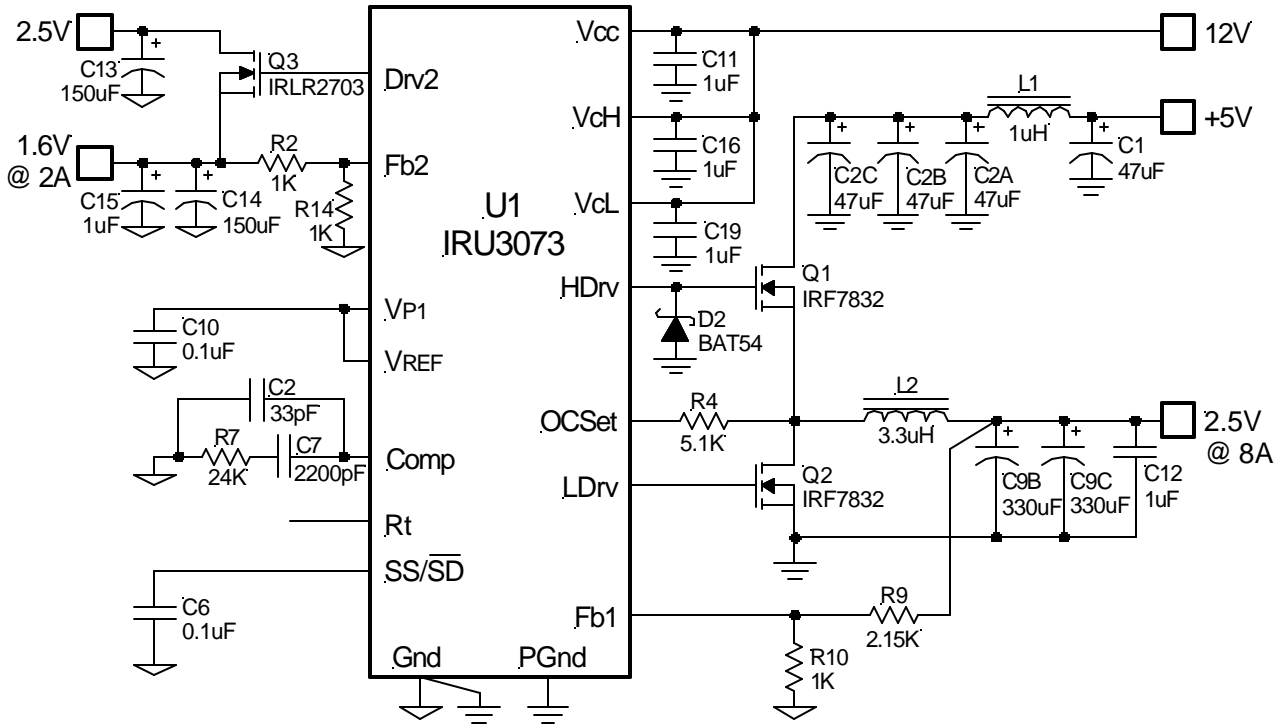 2.5V
C13
150uF
+
Q3
IRLR2703
Drv2
1.6V
@ 2A
C15
1uF
+
C14
150uF
+
R2
1K
R14
1K
Fb2
U1
IRU3073
C10
0.1uF
VP1
VREF
C2
33pF
R7
24K
C7
2200pF
Comp
Rt
SS/SD
C6
0.1uF
Gnd
PGnd
Vcc
C11
1uF
12V
VcH
C16
1uF
VcL
C19
1uF
L1
1uH
+5V
C2C
47uF
+
C2B
47uF
+
C2A
47uF
+
C1
47uF
+
HDrv
Q1
IRF7832
D2
BAT54
OCSet
R4
5.1K
L2
3.3uH
2.5V
@ 8A
LDrv
Q2
IRF7832
C9B
330uF
+
C9C
330uF
+
C12
1uF
Fb1
R9
2.15K
R10
1K